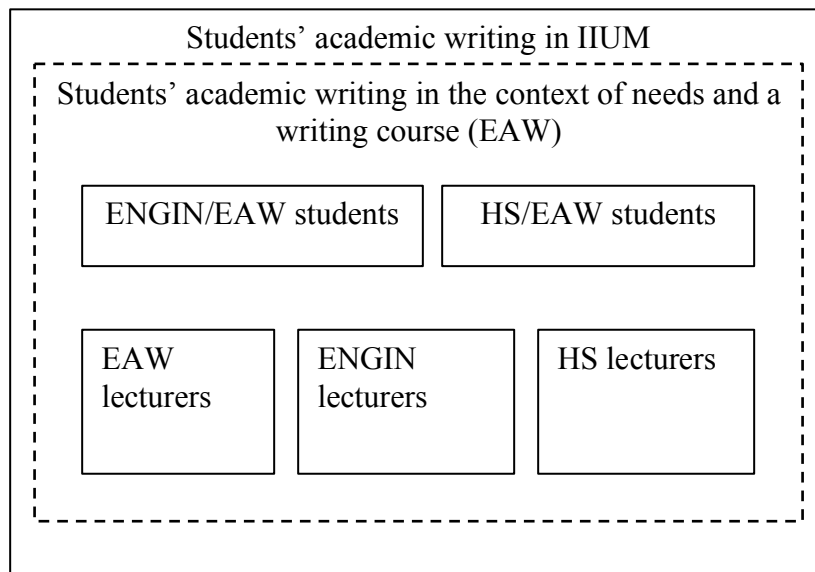 Students’ academic writing in IIUM
Students’ academic writing in the context of needs and a
writing course (EAW)
ENGIN/EAW students
HS/EAW students
EAW
lecturers
ENGIN
lecturers
HS lecturers